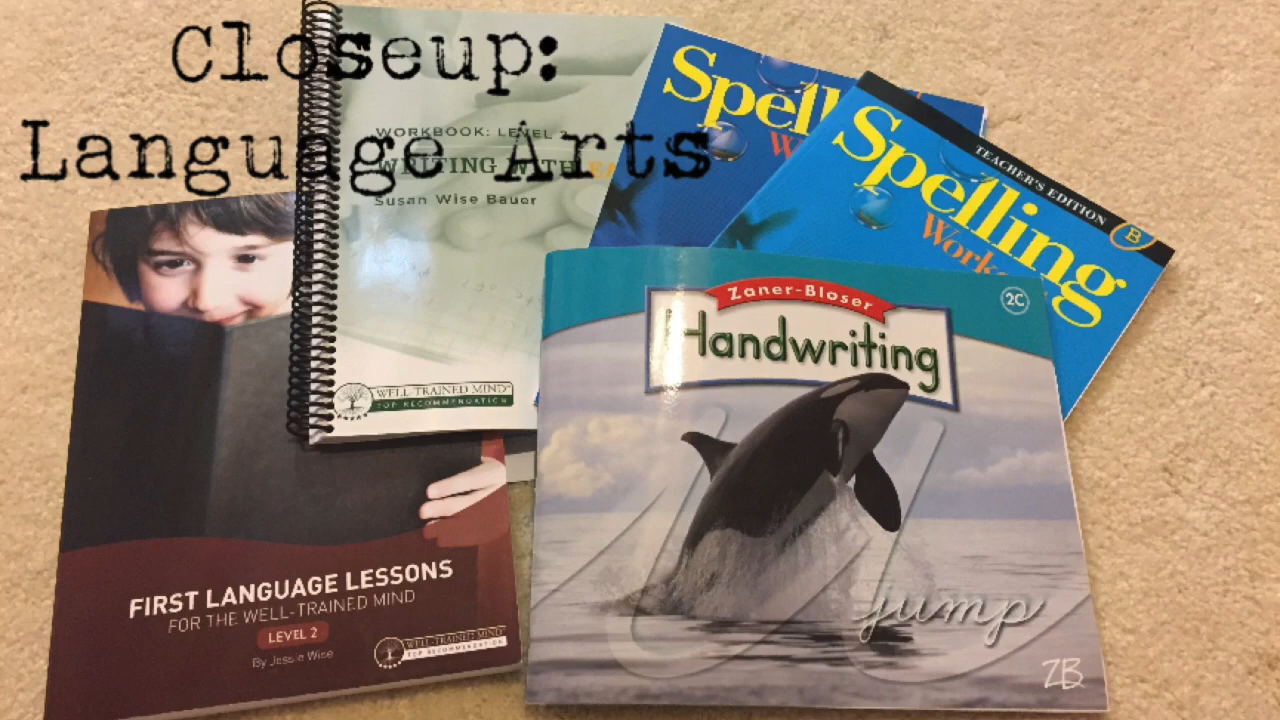 Closeup:
Language Arts
WORKBOOK: LEVEL
WRITING WITH
Susan Wise Bauer
WELL-TRAINED MIND
TOP RECOMMENDATION
Spell
W
TEACHER'S EDITION
B
Spelling
Work
Zaner-Bloser
Handwriting
2C
jump
ZB
FIRST LANGUAGE LESSONS
FOR THE WELL-TRAINED MIND
LEVEL 2
By Jessie Wise
WELL-TRAINED MIND
TOP RECOMMENDATION